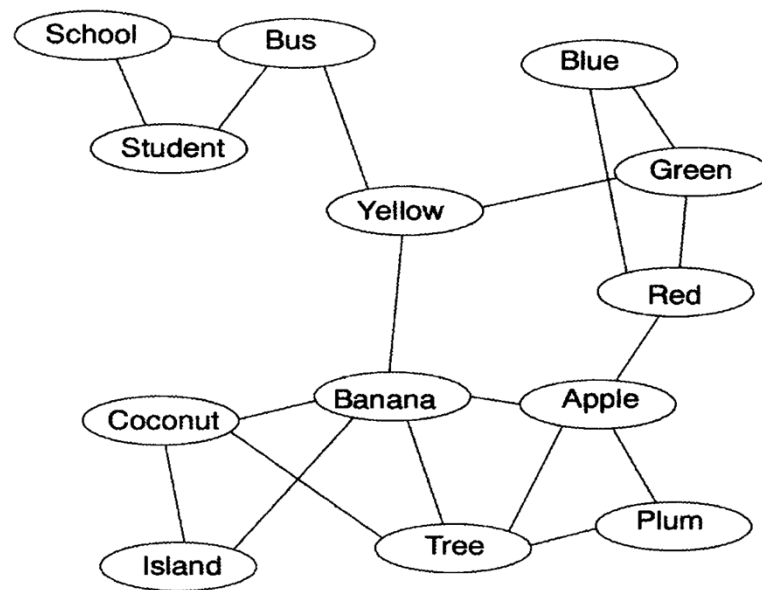 School
Bus
Blue
Student
Green
Yellow
Red
Banana
Apple
Coconut
Plum
Tree
Island